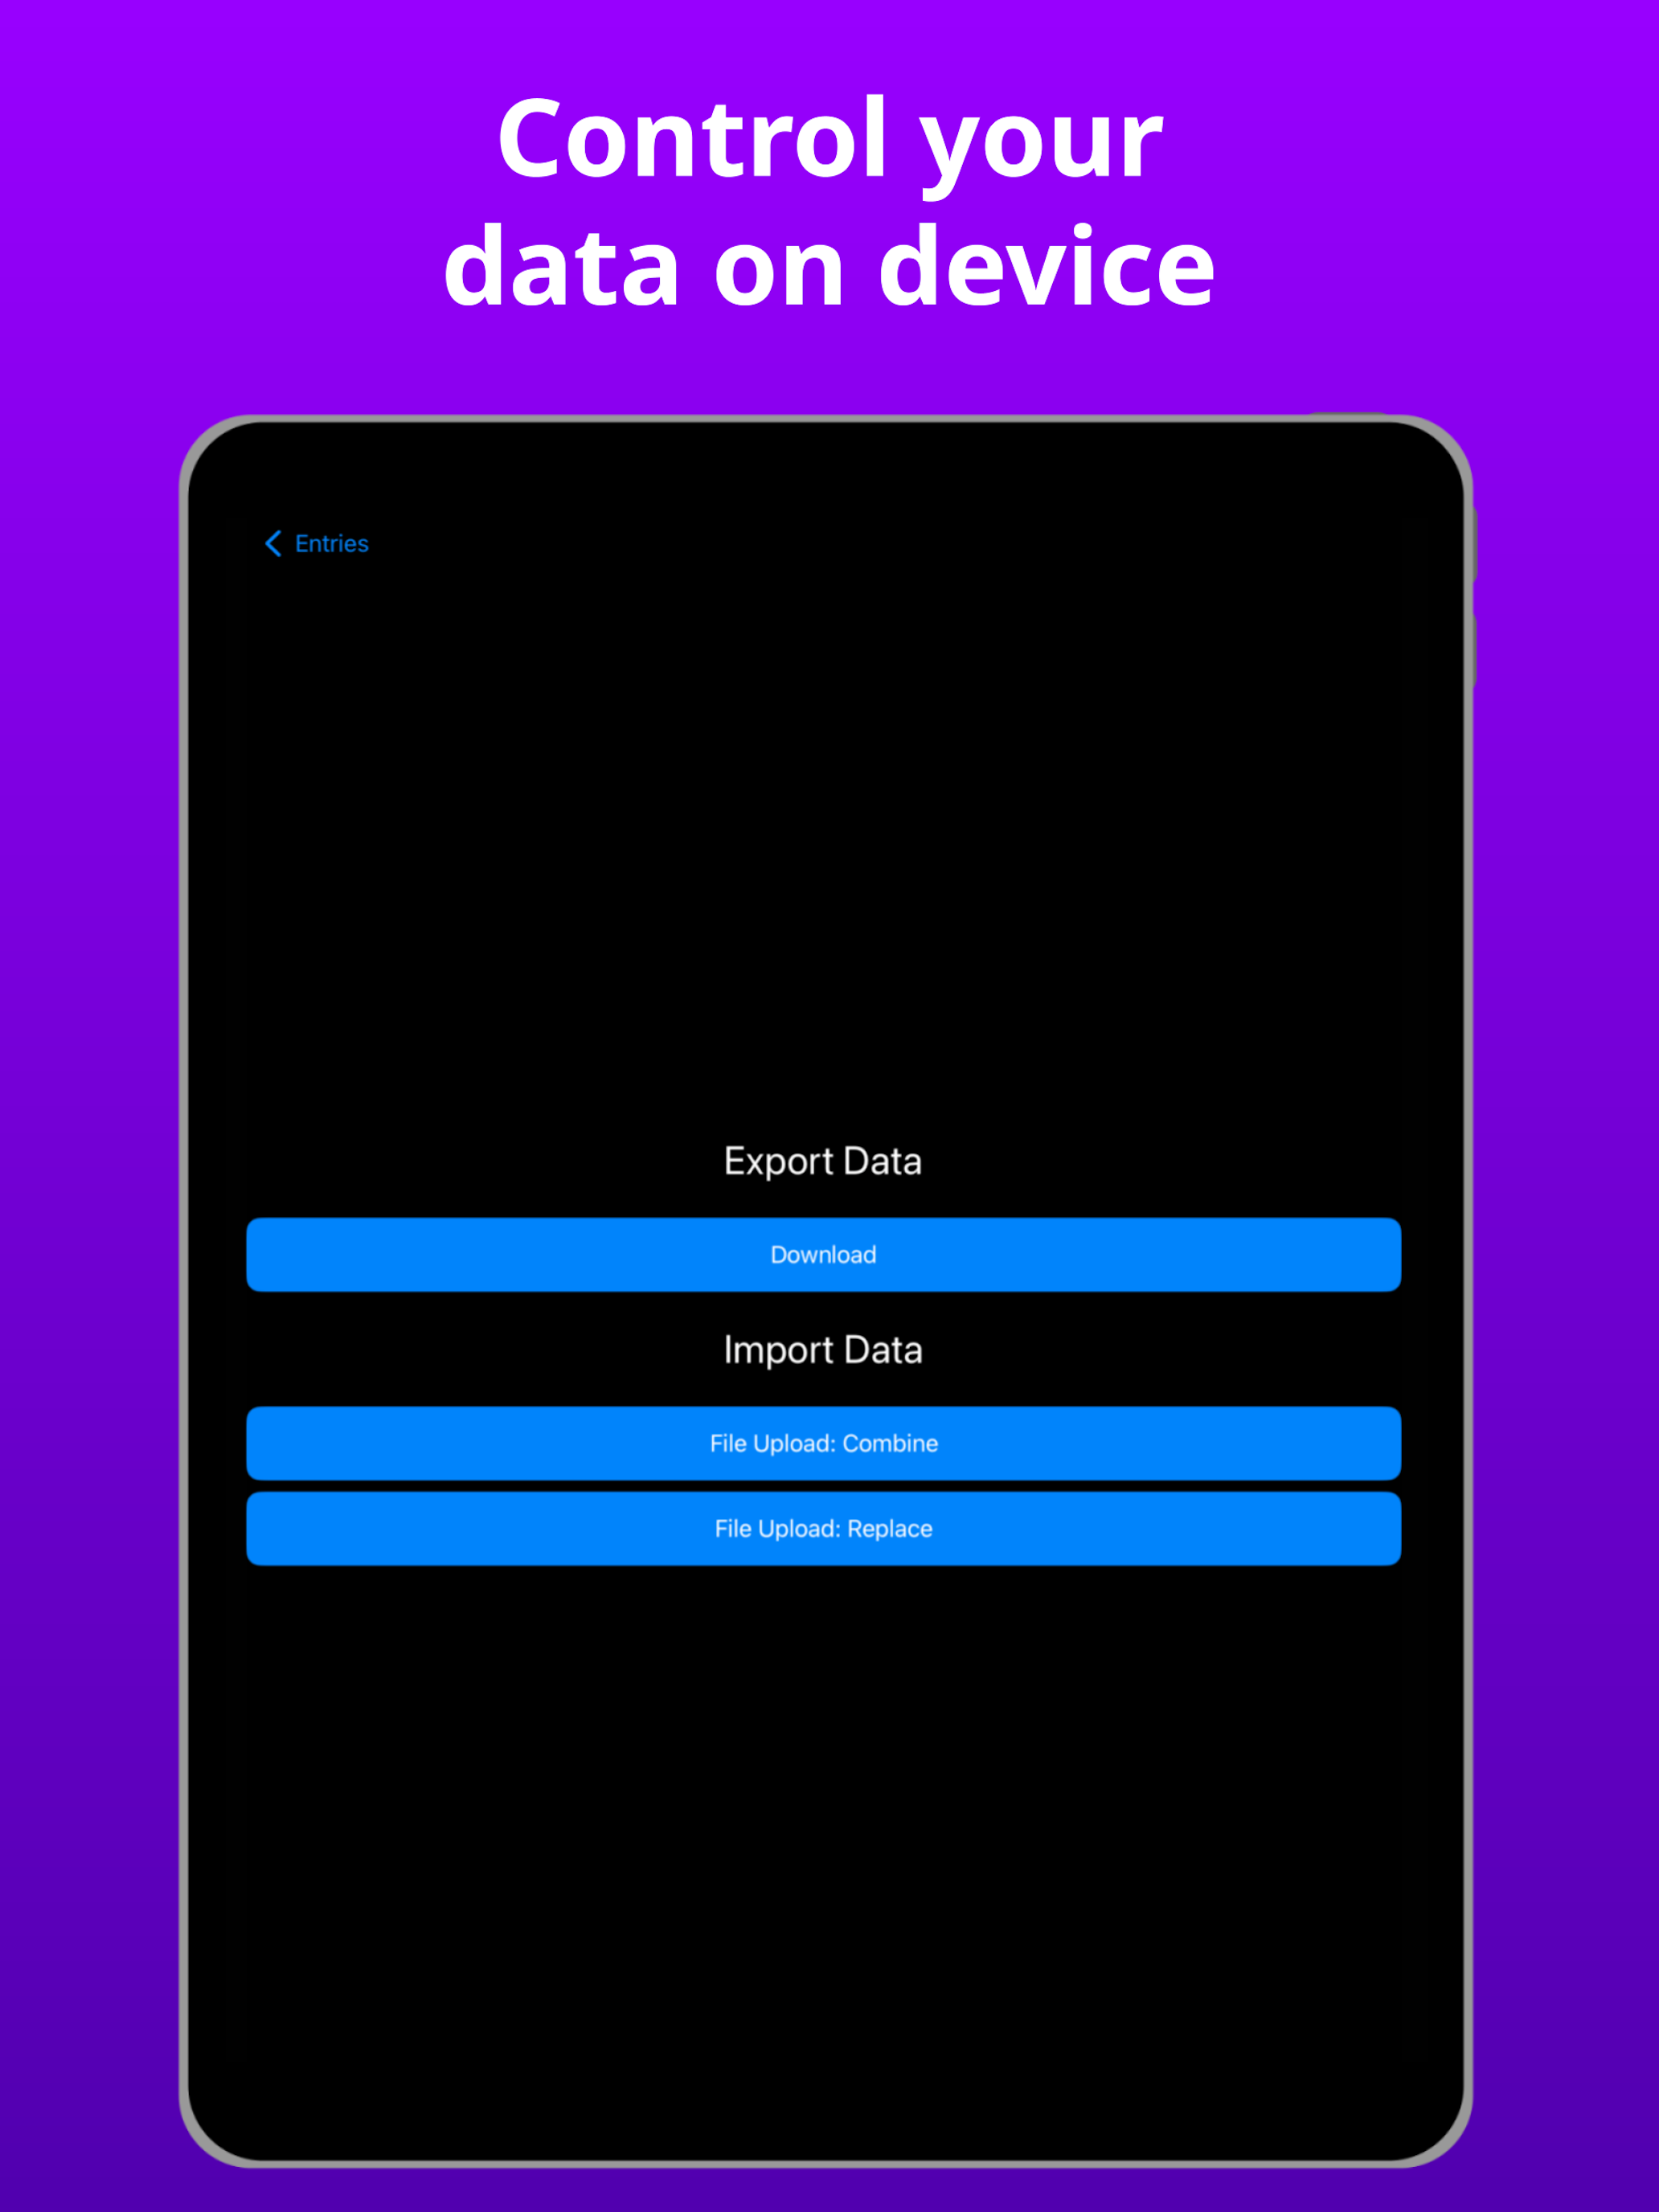 Control your
data on device
Entries
Export Data
Download
Import Data
File Upload: Combine
File Upload: Replace